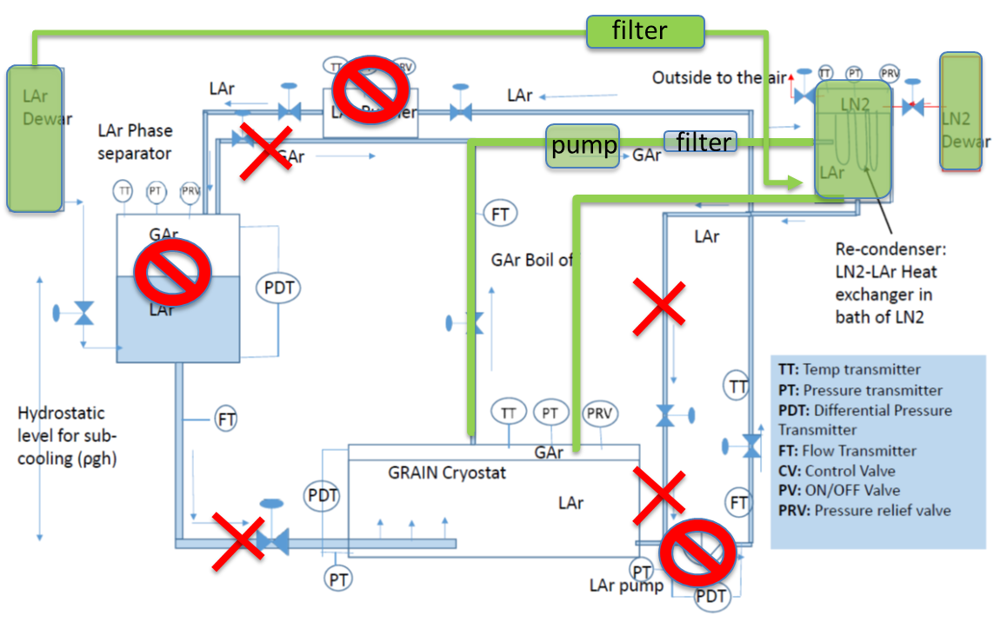 filter
LAr
Dewar
TT
PRV
LAr
LAr
Outside to the air
TT
PT
PRV
LN2
LN2
Dewar
LAr Phase
separator
GAr
pump
filter
GAr
LAr
TT
PT
PRV
FT
GAr
LAr
PDT
GAr Boil of
LAr
Re-condenser:
LN2-LAr Heat
exchanger in
bath of LN2
LAr
TT
Hydrostatic
level for sub-
cooling (ρgh)
FT
TT
PT
PRV
GAr
GRAIN Cryostat
LAr
PDT
FT
PT
PT
LAr pump
PDT
TT: Temp transmitter
PT: Pressure transmitter
PDT: Differential Pressure
Transmitter
FT: Flow Transmitter
CV: Control Valve
PV: ON/OFF Valve
PRV: Pressure relief valve